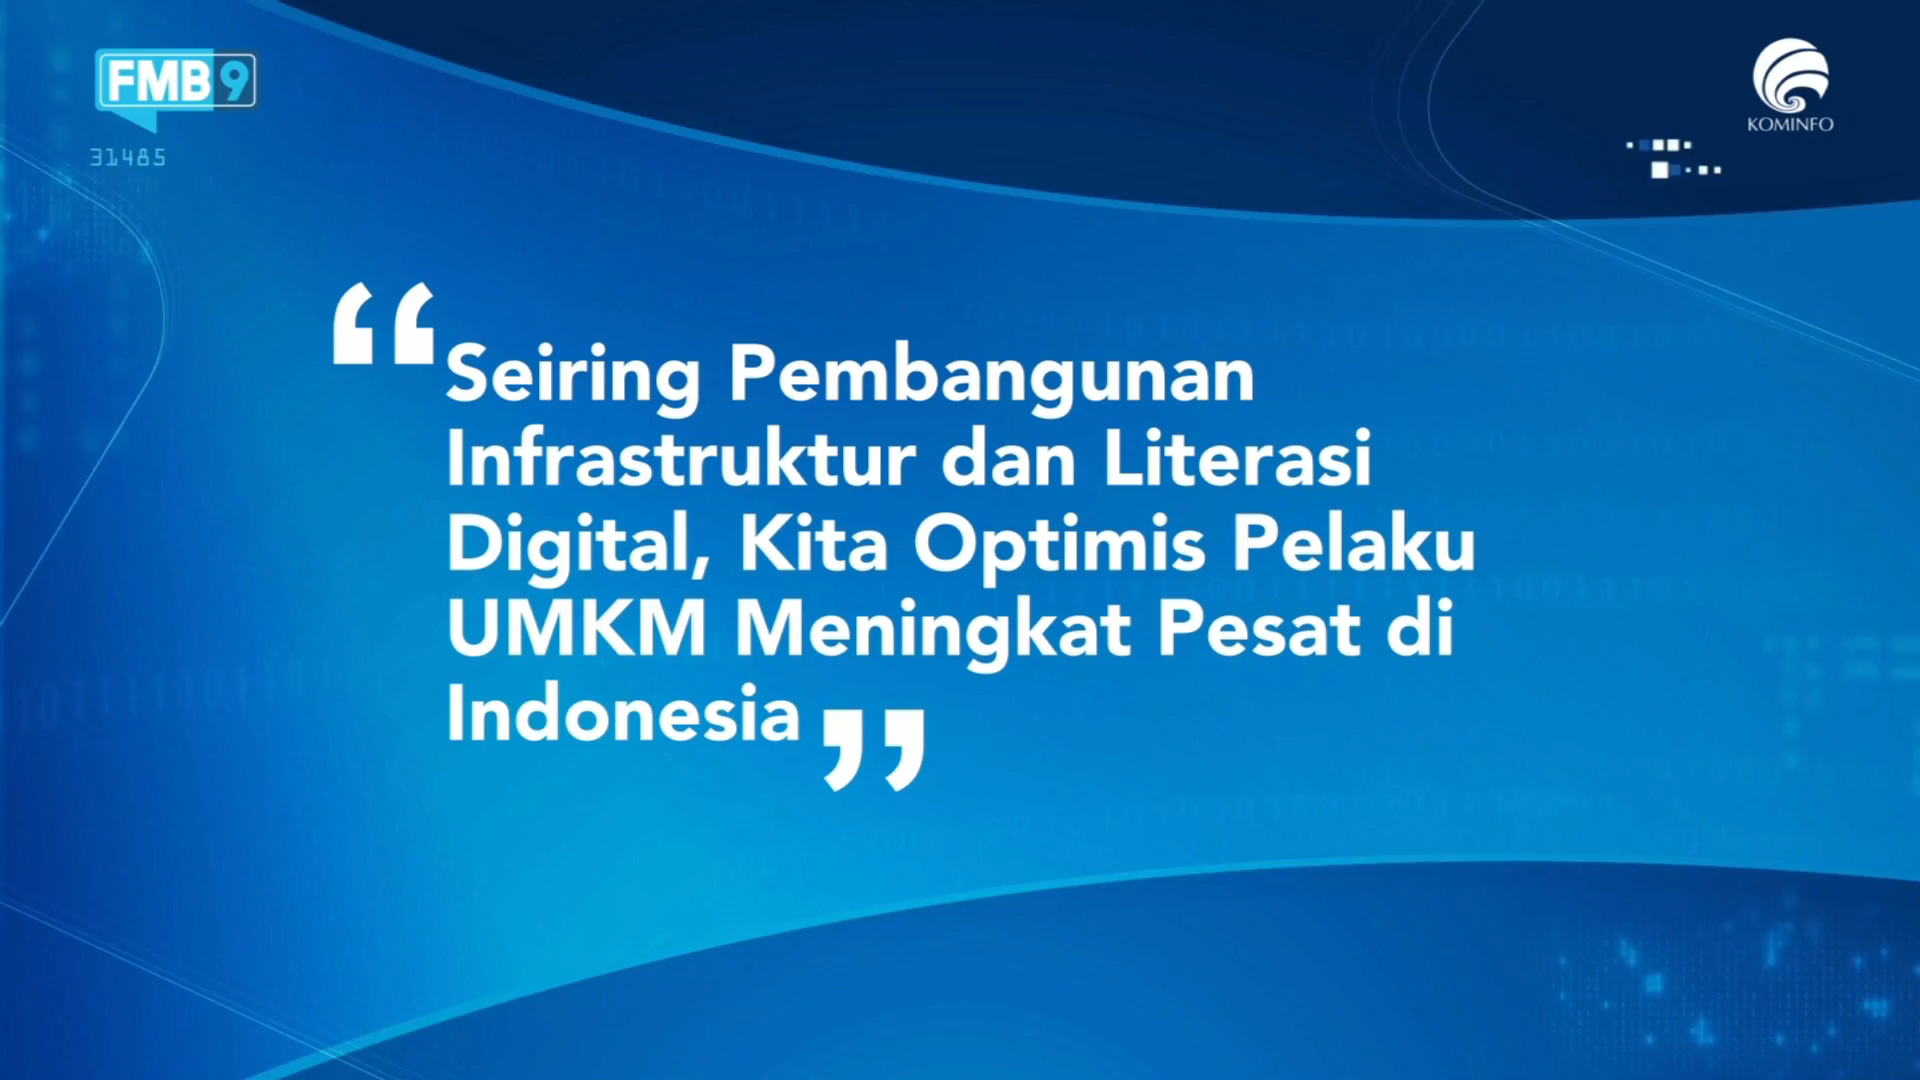 FMB9
31485
KOMINFO
“Seiring Pembangunan
Infrastruktur dan Literasi
Digital, Kita Optimis Pelaku
UMKM Meningkat Pesat di
Indonesia”